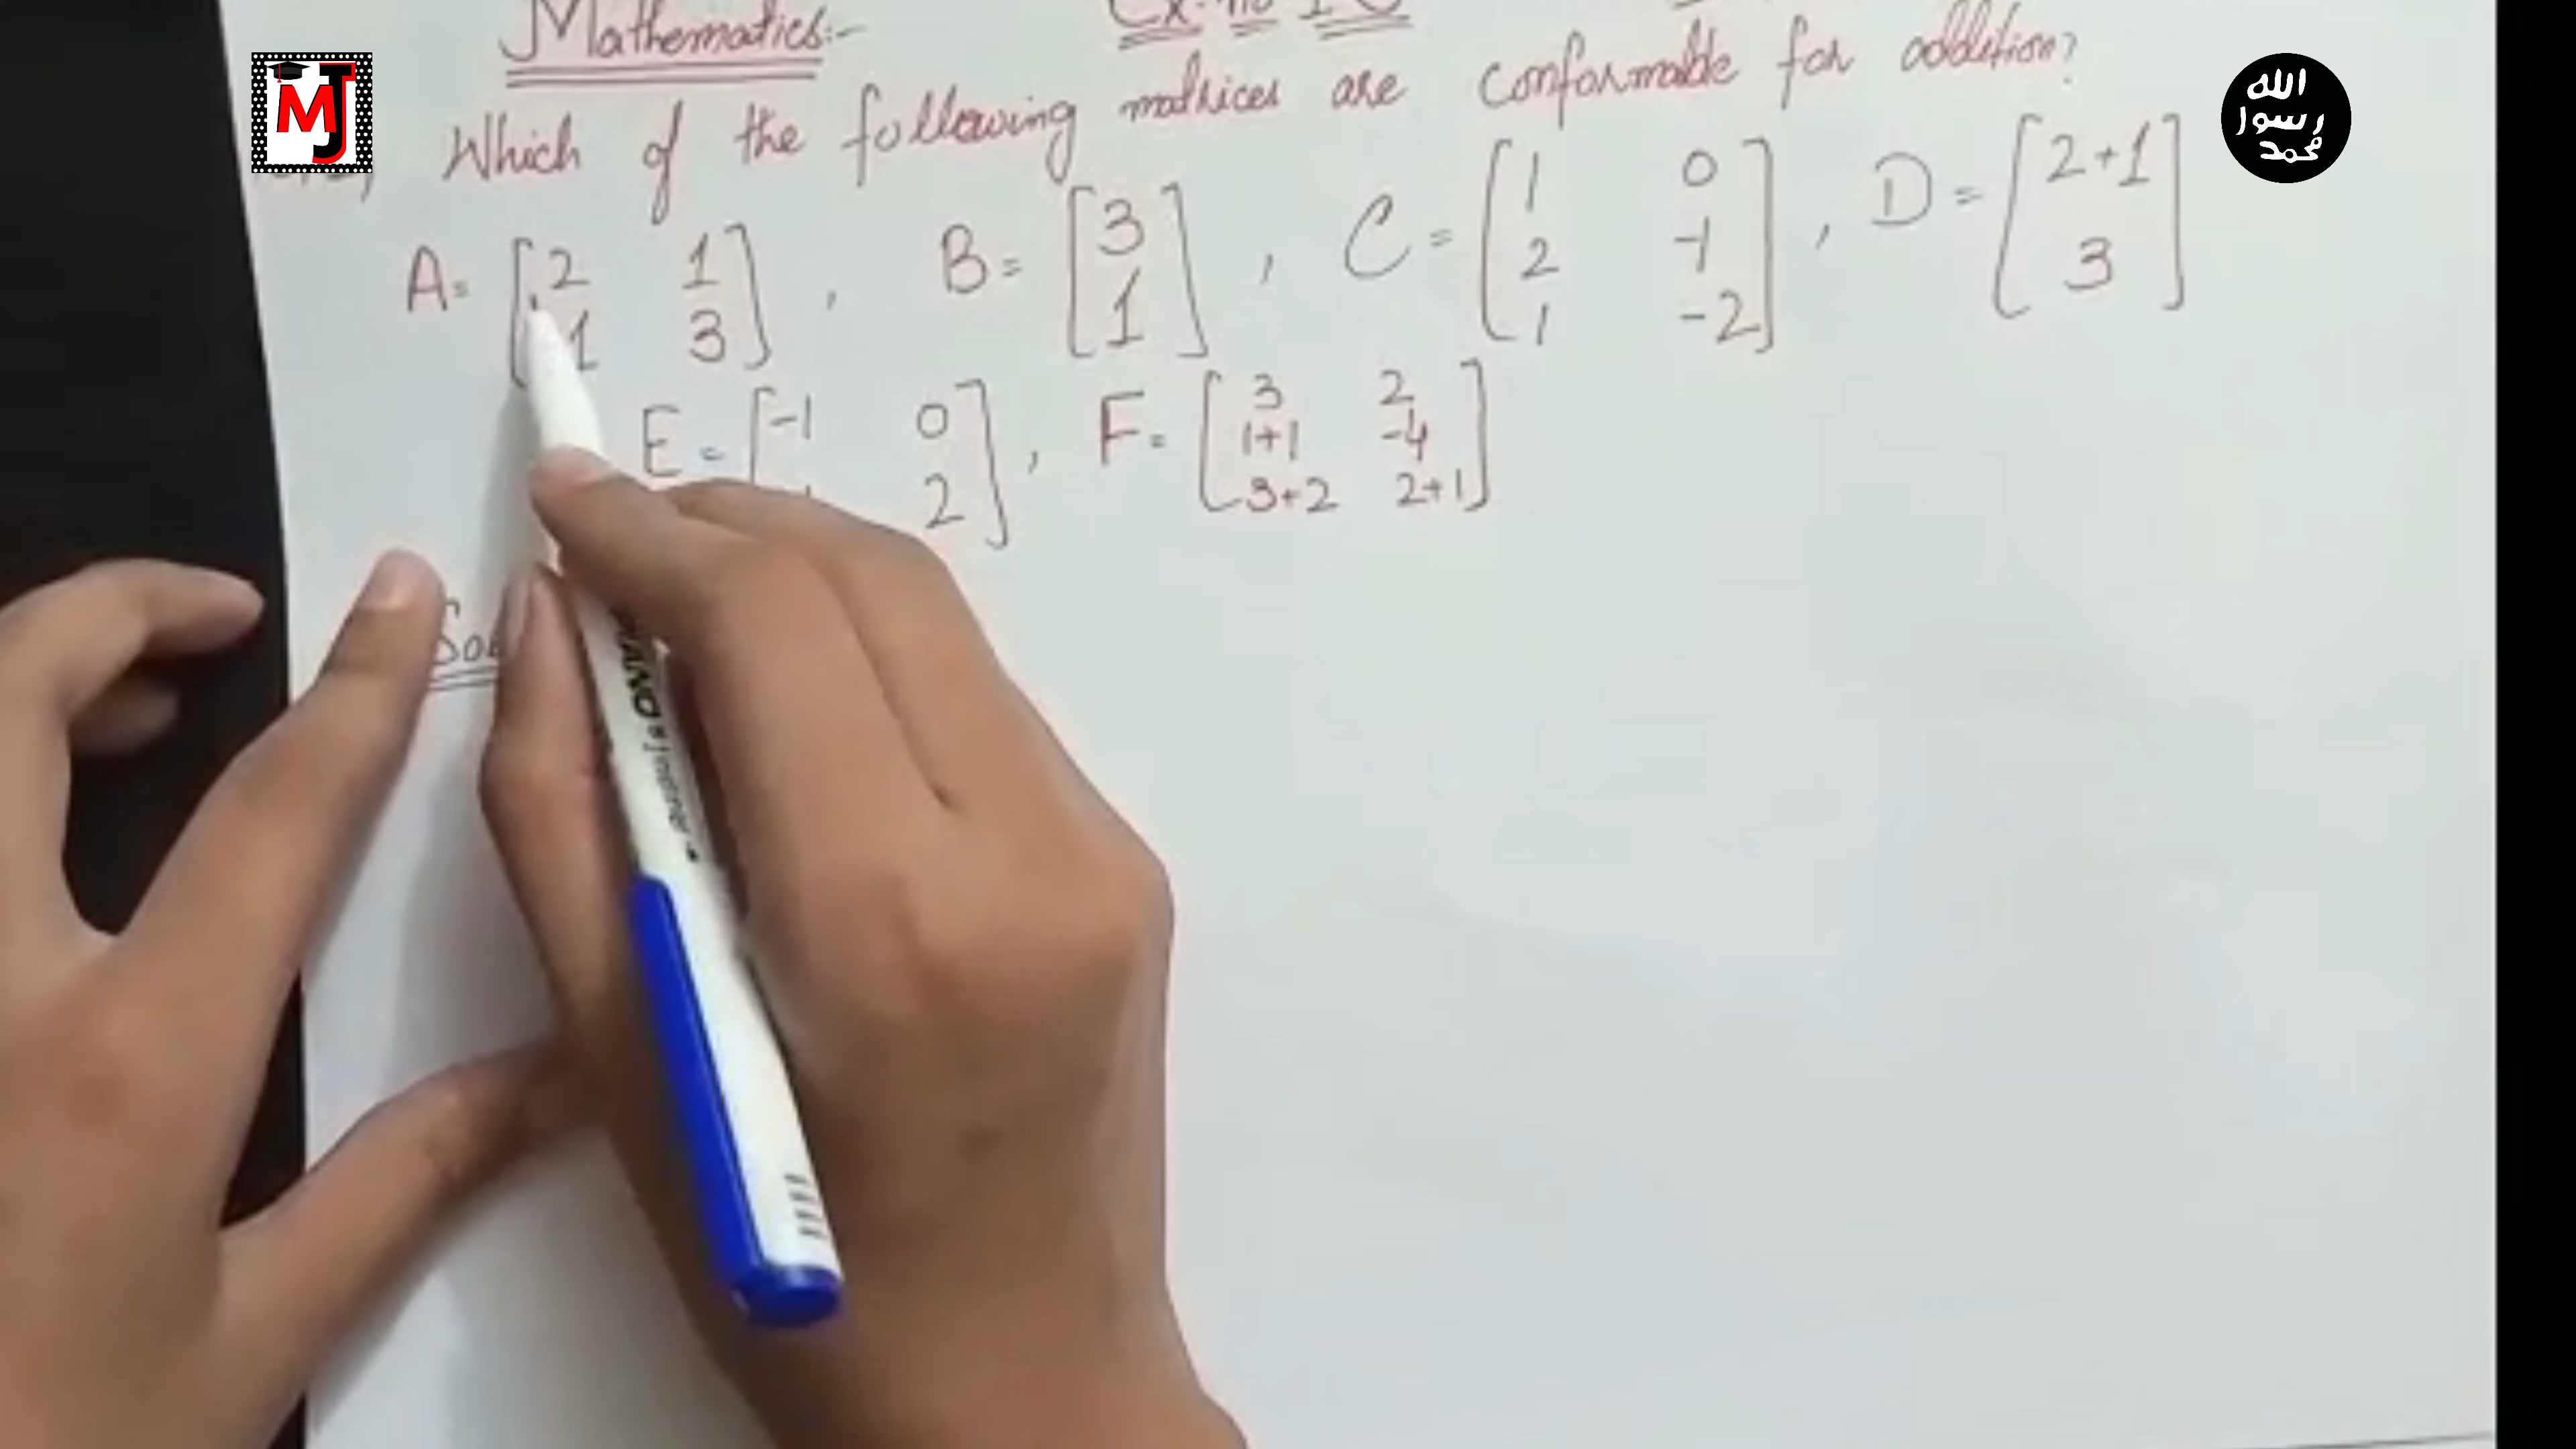 MJ
الله
رسول
محمد
Mathematics:-
Which of the following matrices are conformable for addition?
A= [2 1
1 3] , B= [3
1] , C= [1 0
2 -1
1 -2] , D= [2+1
3]
E= [-1 0
2] , F= [3 2
1+1 -4
3+2 2+1]